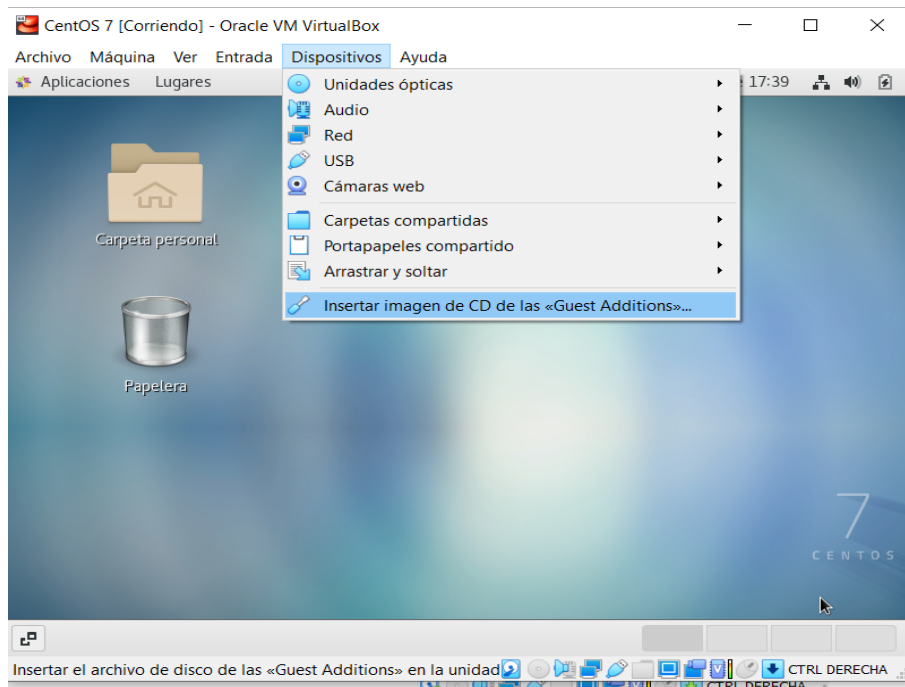 CentOS 7 [Corriendo] - Oracle VM VirtualBox
Archivo Máquina Ver Entrada Dispositivos Ayuda
Aplicaciones Lugares 17:39
Unidades ópticas
Audio
Red
USB
Cámaras web
Carpetas compartidas
Portapapeles compartido
Arrastrar y soltar
Insertar imagen de CD de las «Guest Additions»...
Carpeta personal
Papelera
7
CENTOS
Insertar el archivo de disco de las «Guest Additions» en la unidad CTRL DERECHA
CTRL DERECHA